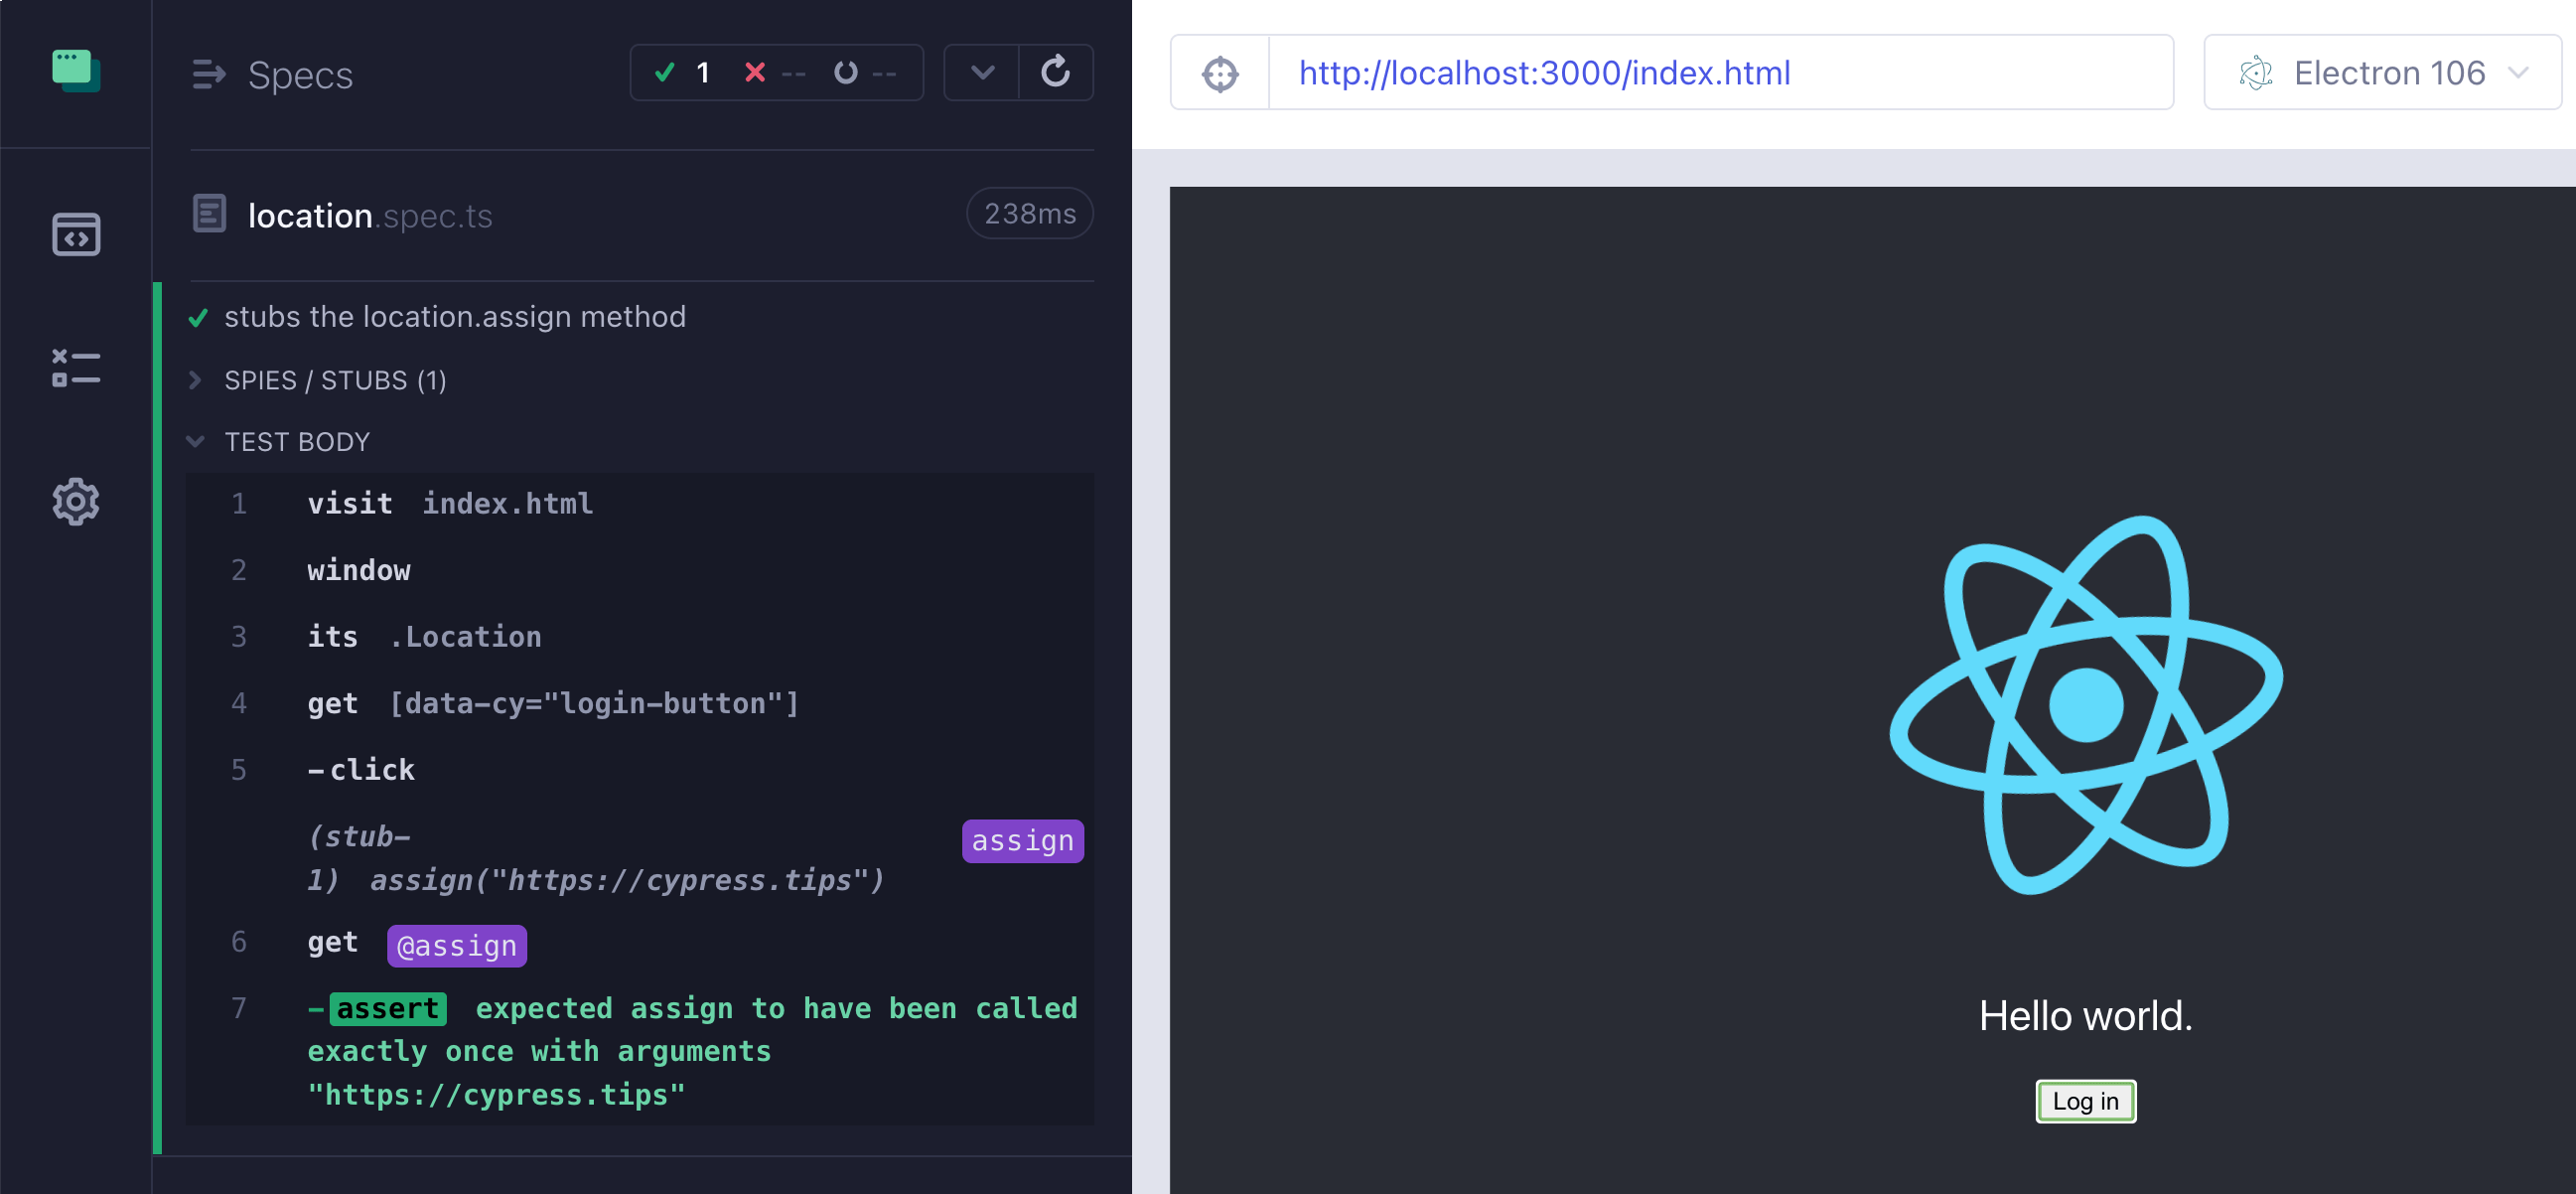 Specs
1 -- --
location.spec.ts 238ms
stubs the location.assign method
SPIES / STUBS (1)
TEST BODY
1 visit index.html
2 window
3 its .Location
4 get [data-cy="login-button"]
5 -click
(stub- assign
1) assign("https://cypress.tips")
6 get @assign
7 -assert expected assign to have been called
exactly once with arguments
"https://cypress.tips"
http://localhost:3000/index.html
Electron 106
Hello world.
Log in